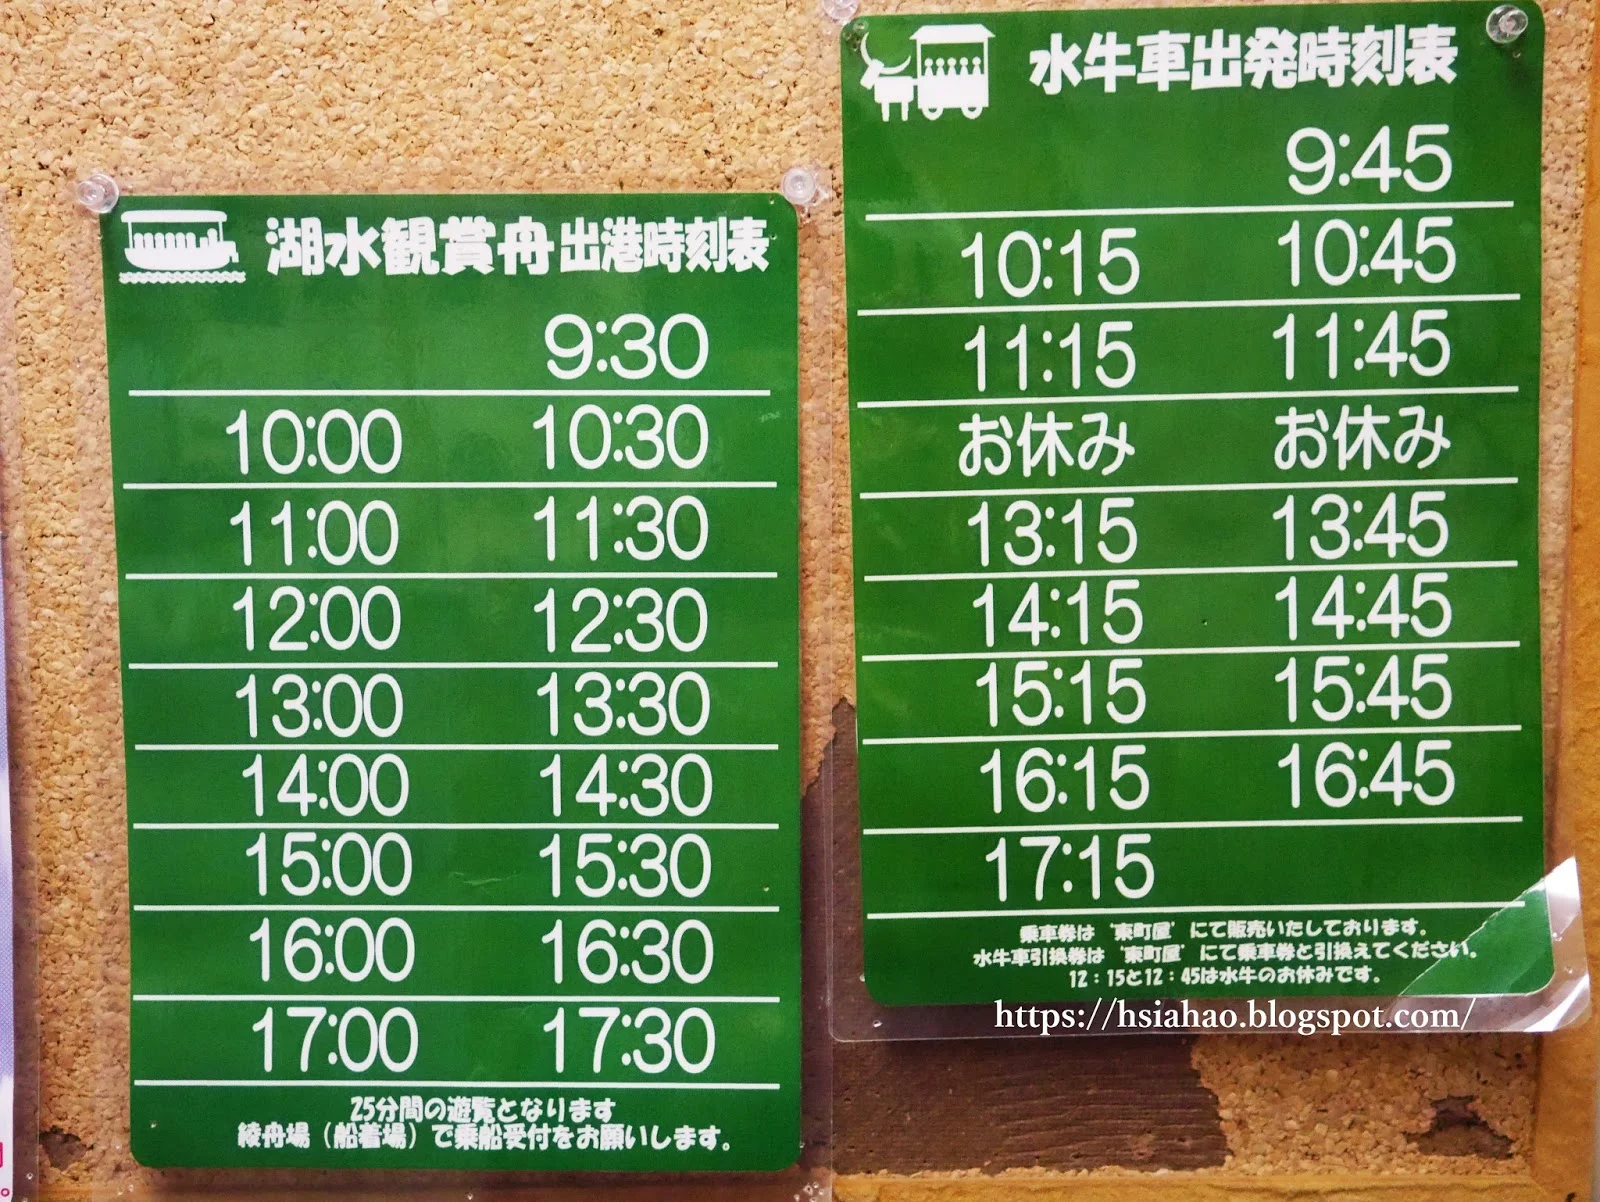 湖水観賞舟出港時刻表
9:30
10:00 10:30
11:00 11:30
12:00 12:30
13:00 13:30
14:00 14:30
15:00 15:30
16:00 16:30
17:00 17:30
25分間の遊覧となります
綾舟場（船着場）で乗船受付をお願いします。
水牛車出発時刻表
9:45
10:15 10:45
11:15 11:45
お休み お休み
13:15 13:45
14:15 14:45
15:15 15:45
16:15 16:45
17:15
乗車券は“東町屋”にて販売いたしております。
水牛車引換券は“東町屋”にて乗車券と引換えてください。
12：15と12：45は水牛のお休みです。
https://hsiahao.blogspot.com/